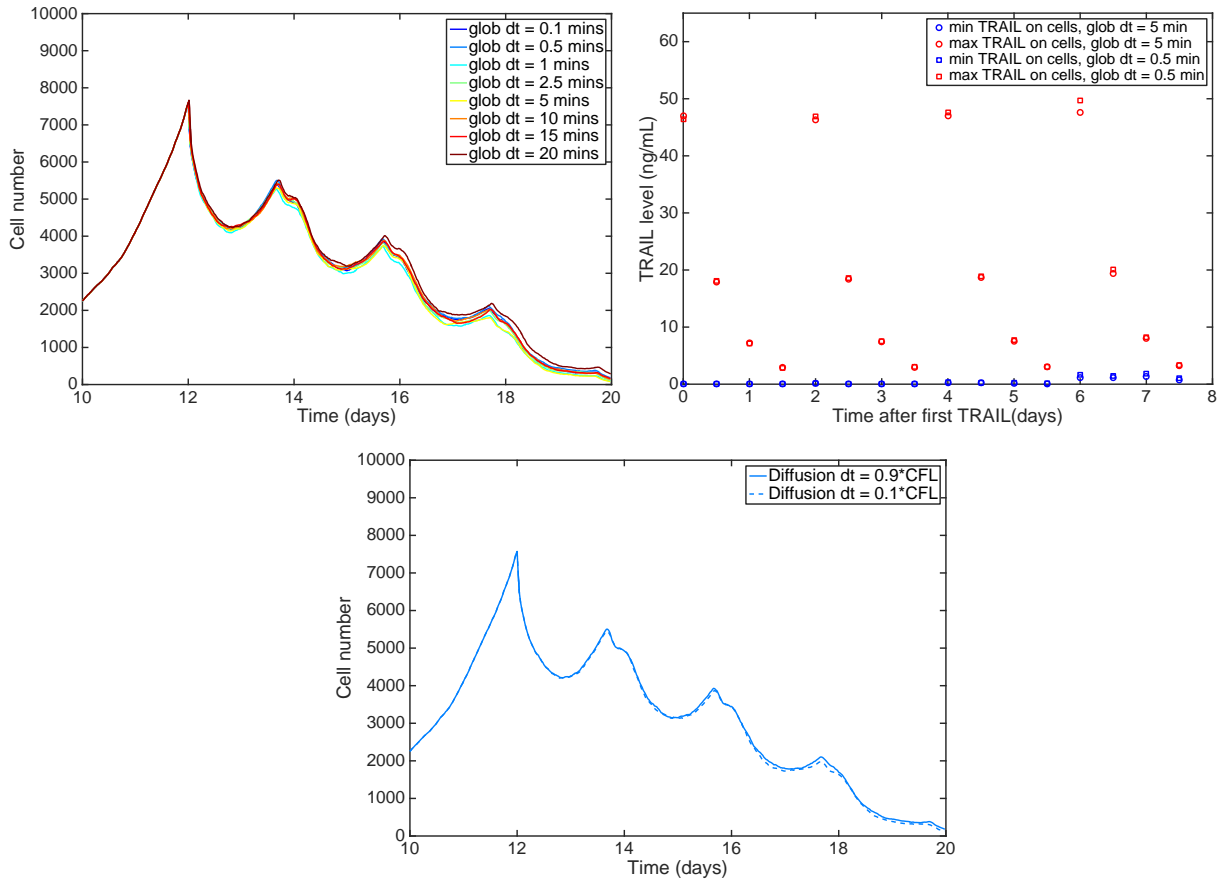 10000
9000
8000
7000
6000
5000
4000
3000
2000
1000
0
Cell number
10 12 14 16 18 20
Time (days)
glob dt = 0.1 mins
glob dt = 0.5 mins
glob dt = 1 mins
glob dt = 2.5 mins
glob dt = 5 mins
glob dt = 10 mins
glob dt = 15 mins
glob dt = 20 mins
60
50
40
30
20
10
0
TRAIL level (ng/mL)
0 1 2 3 4 5 6 7 8
Time after first TRAIL(days)
min TRAIL on cells, glob dt = 5 min
max TRAIL on cells, glob dt = 5 min
min TRAIL on cells, glob dt = 0.5 min
max TRAIL on cells, glob dt = 0.5 min
10000
9000
8000
7000
6000
5000
4000
3000
2000
1000
0
Cell number
10 12 14 16 18 20
Time (days)
Diffusion dt = 0.9*CFL
Diffusion dt = 0.1*CFL